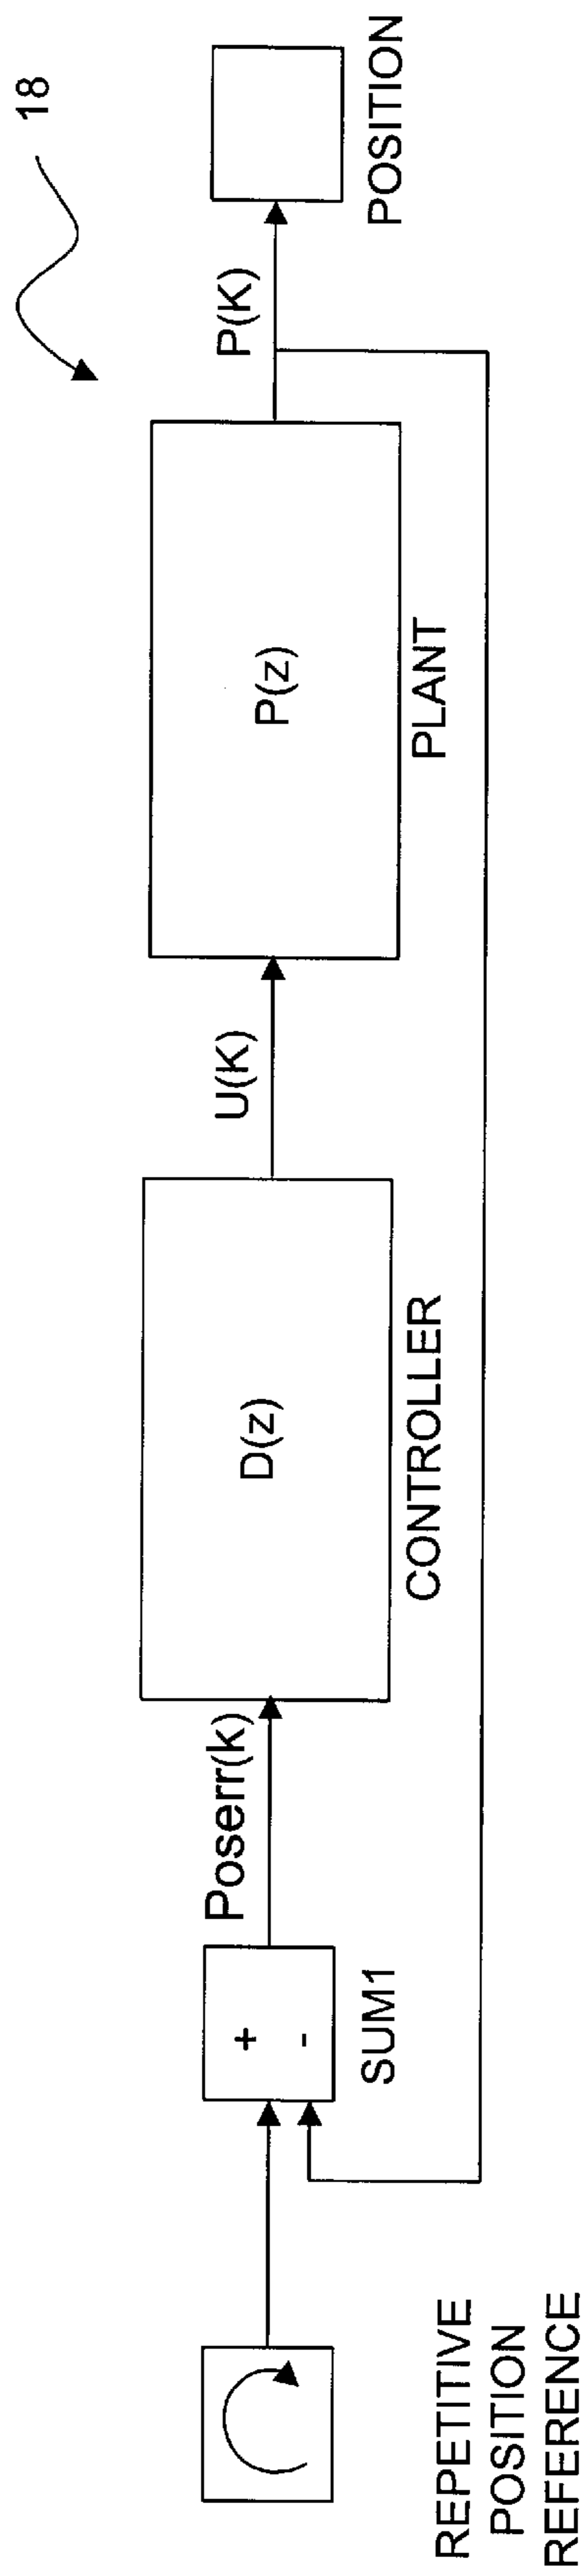 18
REPETITIVE
POSITION
REFERENCE
+
-
SUM1
Poserr(k)
D(z)
CONTROLLER
U(K)
P(z)
PLANT
P(K)
POSITION